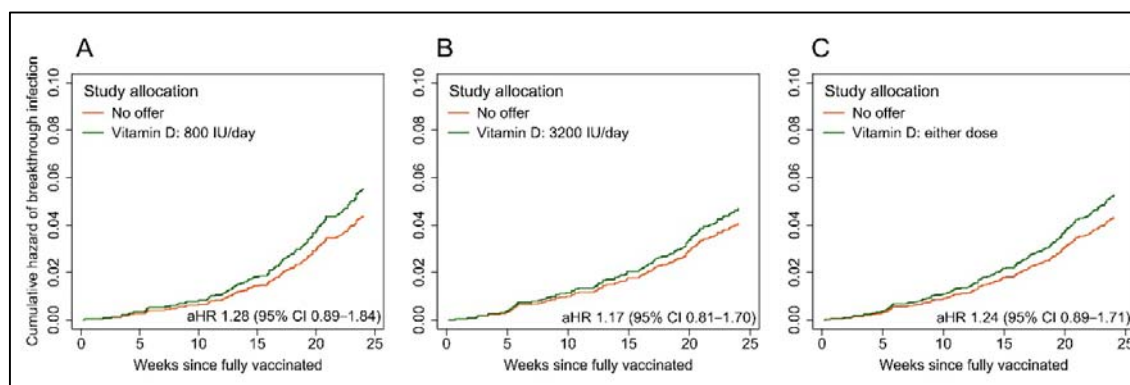 A
B
C
Cumulative hazard of breakthrough infection
0.10
0.08
0.06
0.04
0.02
0.00
Study allocation
No offer
Vitamin D: 800 IU/day
aHR 1.28 (95% CI 0.89–1.84)
0 5 10 15 20 25
Weeks since fully vaccinated
0.10
0.08
0.06
0.04
0.02
0.00
Study allocation
No offer
Vitamin D: 3200 IU/day
aHR 1.17 (95% CI 0.81–1.70)
0 5 10 15 20 25
Weeks since fully vaccinated
0.10
0.08
0.06
0.04
0.02
0.00
Study allocation
No offer
Vitamin D: either dose
aHR 1.24 (95% CI 0.89–1.71)
0 5 10 15 20 25
Weeks since fully vaccinated